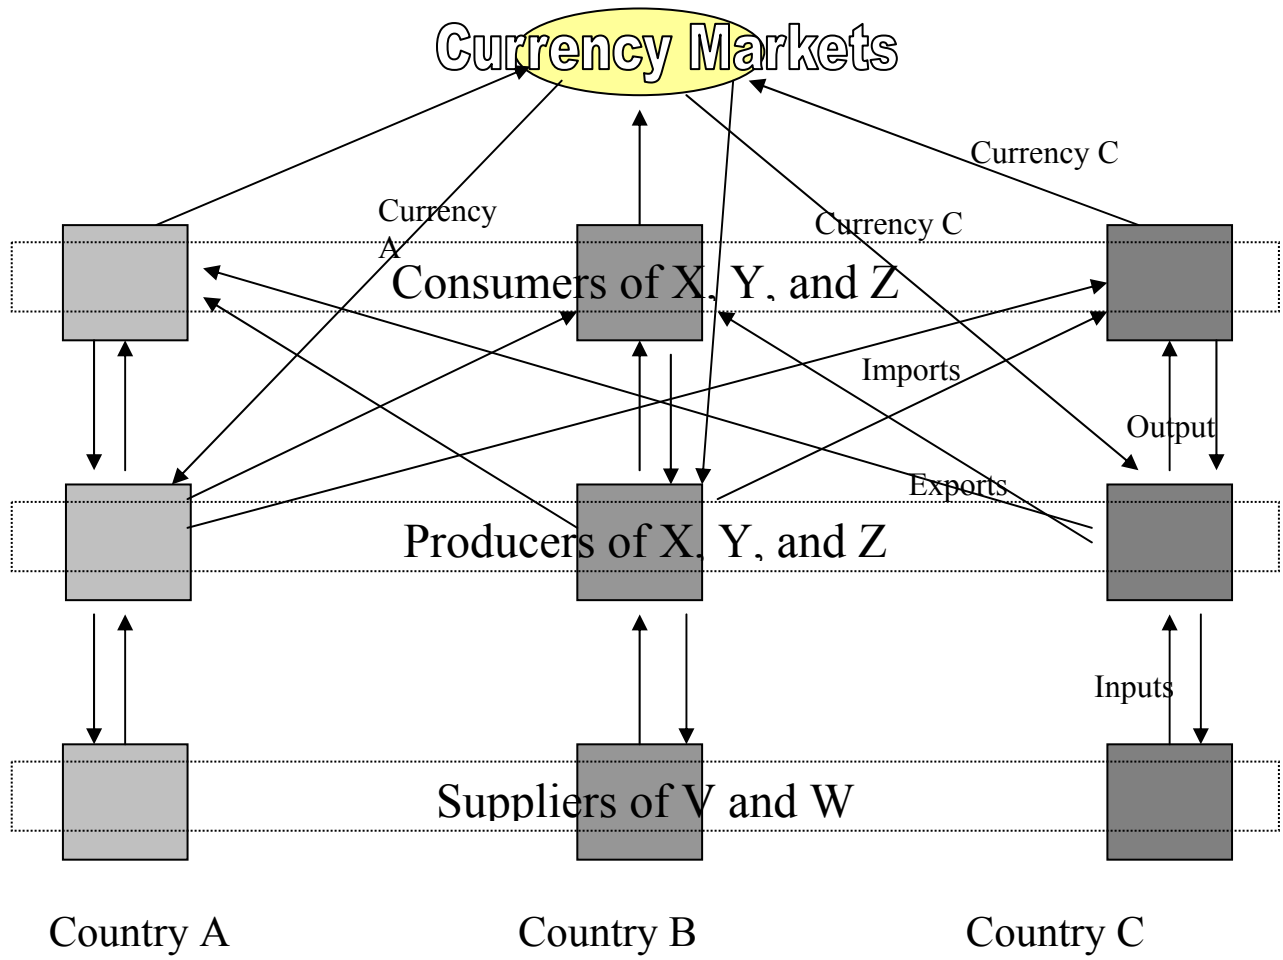 Currency Markets
Currency C
Currency
A
Currency C
Consumers of X, Y, and Z
Imports
Output
Exports
Producers of X, Y, and Z
Inputs
Suppliers of V and W
Country A
Country B
Country C